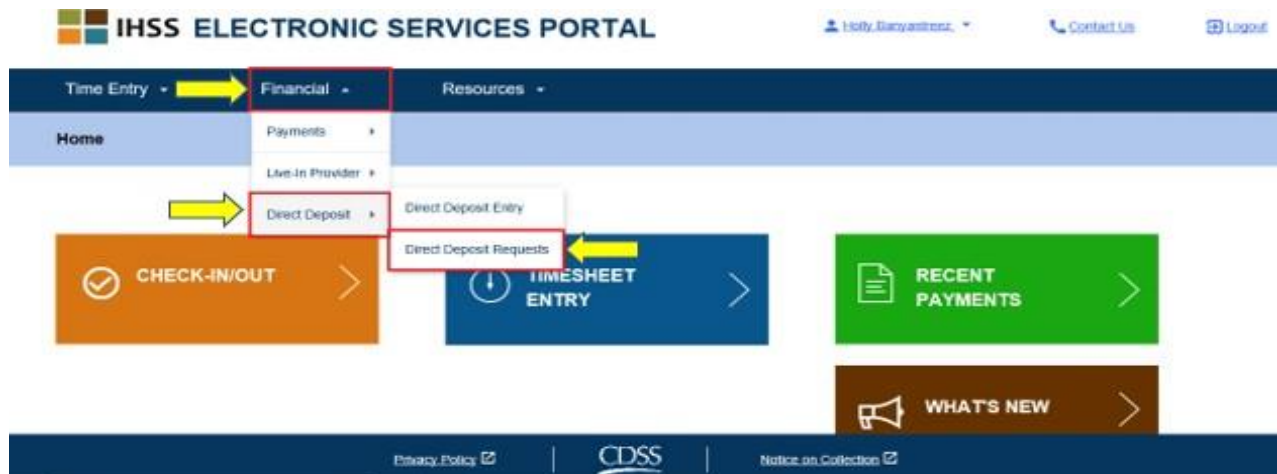 IHSS ELECTRONIC SERVICES PORTAL
Contact Us
Logout
Time Entry
Financial
Resources
Home
Payments
Live-In Provider
Direct Deposit
Direct Deposit Entry
Direct Deposit Requests
CHECK-IN/OUT
TIMESHEET
ENTRY
RECENT
PAYMENTS
WHAT'S NEW
Privacy Policy
CDSS
Notice on Collection